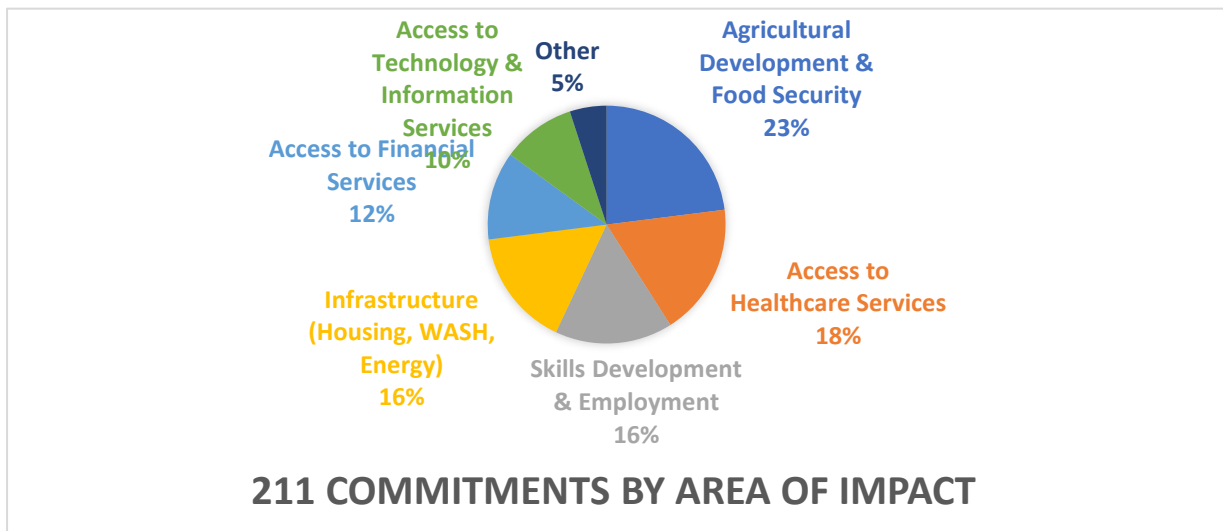 Access to
Technology &
Information
Services
10%
Other
5%
Agricultural
Development &
Food Security
23%
Access to Financial
Services
12%
Access to
Healthcare Services
18%
Infrastructure
(Housing, WASH,
Energy)
16%
Skills Development
& Employment
16%
211 COMMITMENTS BY AREA OF IMPACT